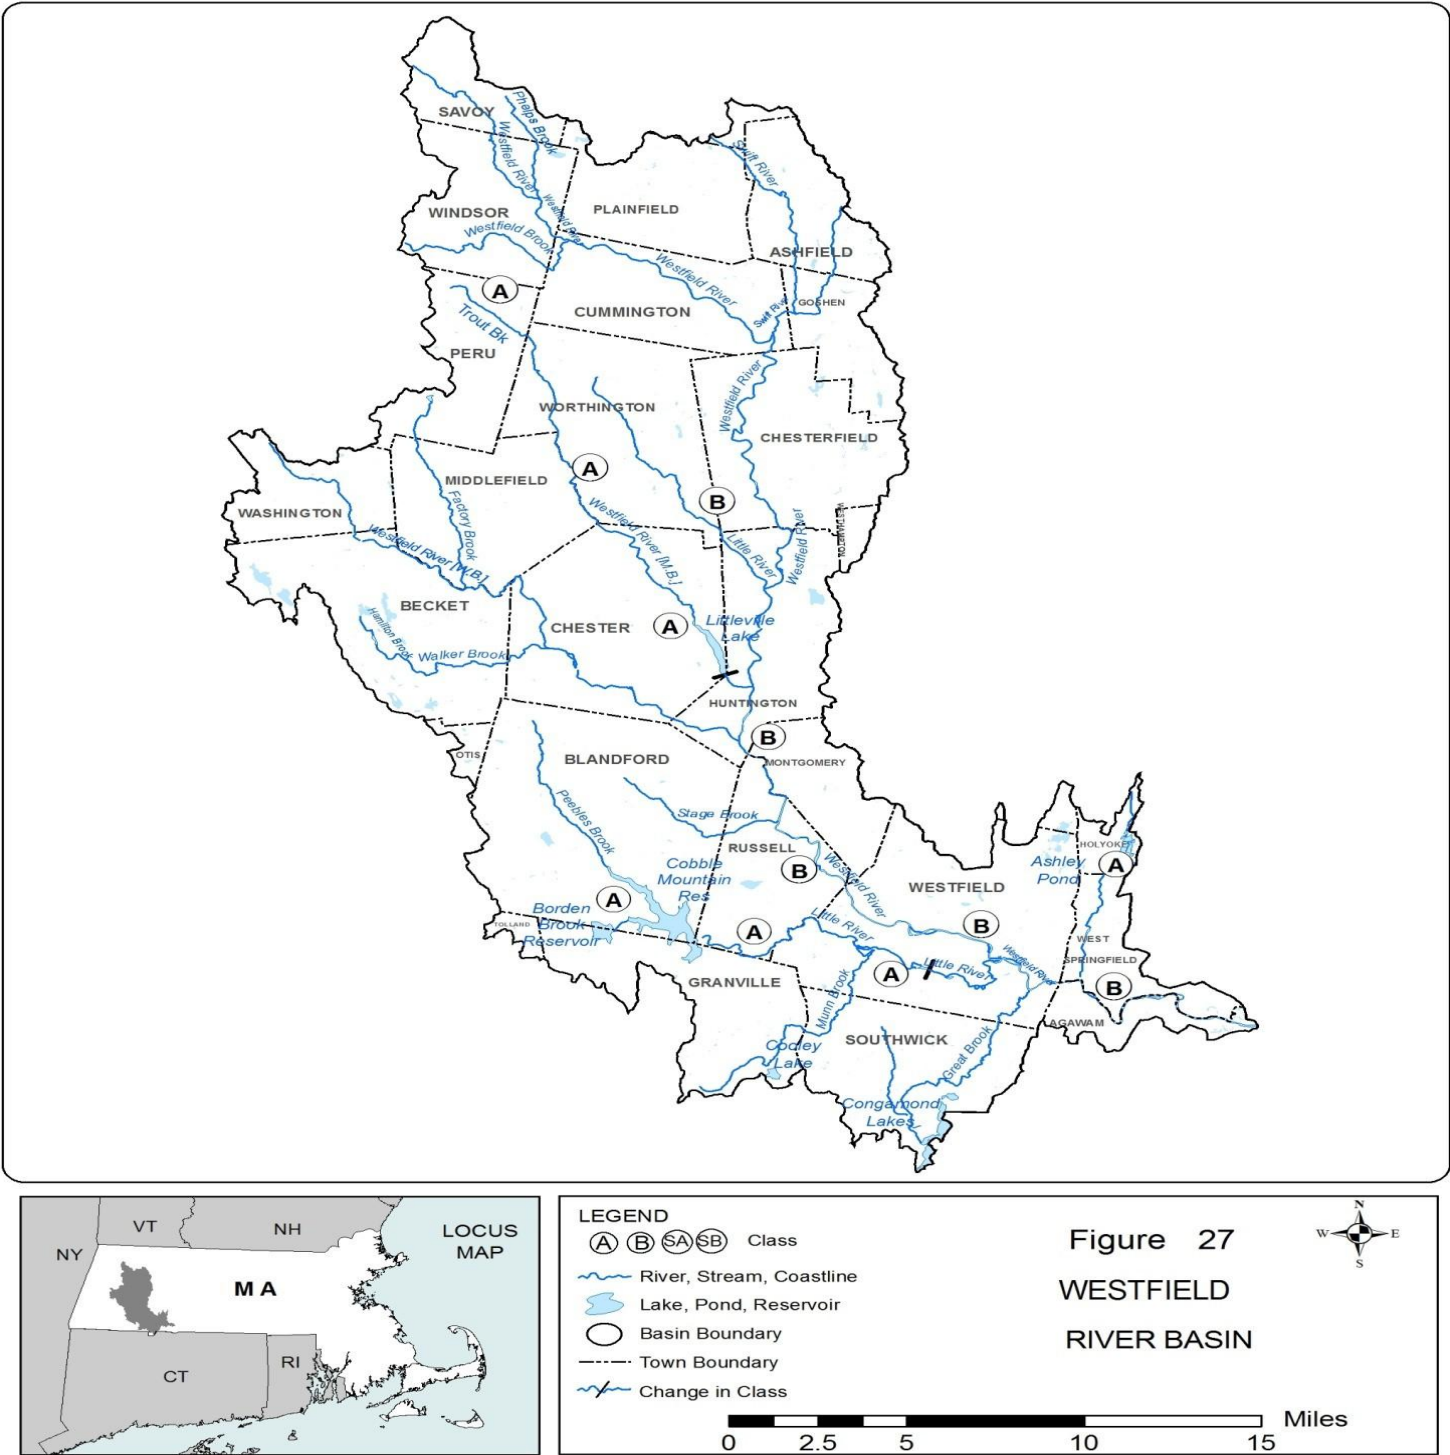 SAVOY
Phelps Brook
Westfield River
Swift River
WINDSOR
Westfield River
PLAINFIELD
Westfield Brook
ASHFIELD
Westfield River
A
CUMMINGTON
Swift River
GOSHEN
Trout Bk
PERU
Westfield River
WORTHINGTON
CHESTERFIELD
A
MIDDLEFIELD
B
WASHINGTON
Factory Brook
Westfield River [M.B.]
WESTHAMPTON
Westfield River [W.B.]
Little River
Westfield River
BECKET
Hamilton Brook
CHESTER
A
Littleville
Lake
Walker Brook
HUNTINGTON
B
OTIS
BLANDFORD
MONTGOMERY
Peebles Brook
Stage Brook
RUSSELL
HOLYOKE
Cobble
Mountain
Res
B
Westfield River
Ashley
Pond
A
WESTFIELD
A
Borden
Brook
Reservoir
TOLLAND
A
Little River
B
WEST
SPRINGFIELD
GRANVILLE
Munn Brook
A
Little River
Westfield River
B
AGAWAM
SOUTHWICK
Cooley
Lake
Great Brook
Congamond
Lakes
NY
VT
NH
LOCUS
MAP
MA
CT
RI
LEGEND
A B SA SB Class
River, Stream, Coastline
Lake, Pond, Reservoir
Basin Boundary
Town Boundary
Change in Class
Figure 27
WESTFIELD
RIVER BASIN
N
W E
S
0 2.5 5 10 15 Miles